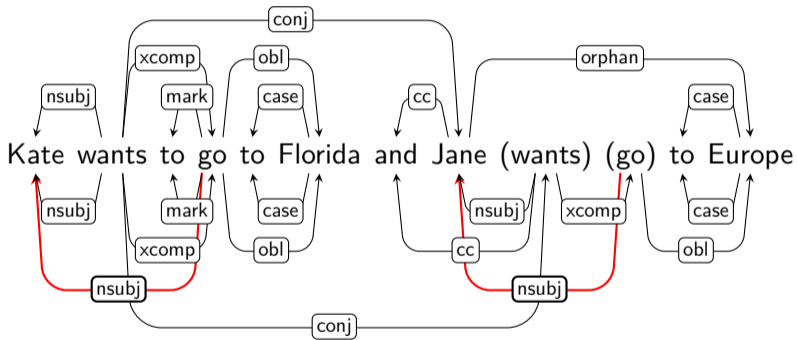 conj
xcomp obl orphan
nsubj mark case cc case
Kate wants to go to Florida and Jane (wants) (go) to Europe
nsubj mark case nsubj xcomp case
xcomp obl cc obl
nsubj nsubj
conj